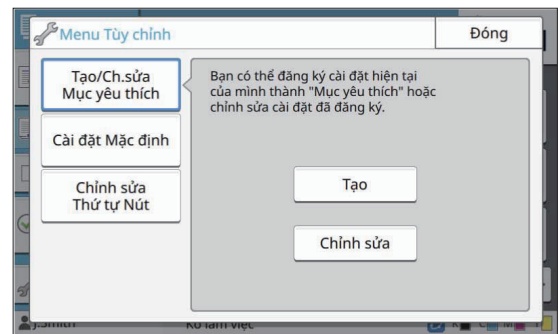 Menu Tùy chỉnh
Đóng
Tạo/Ch.sửa
Mục yêu thích
Bạn có thể đăng ký cài đặt hiện tại
của mình thành "Mục yêu thích" hoặc
chỉnh sửa cài đặt đã đăng ký.
Cài đặt Mặc định
Chỉnh sửa
Thứ tự Nút
Tạo
Chỉnh sửa